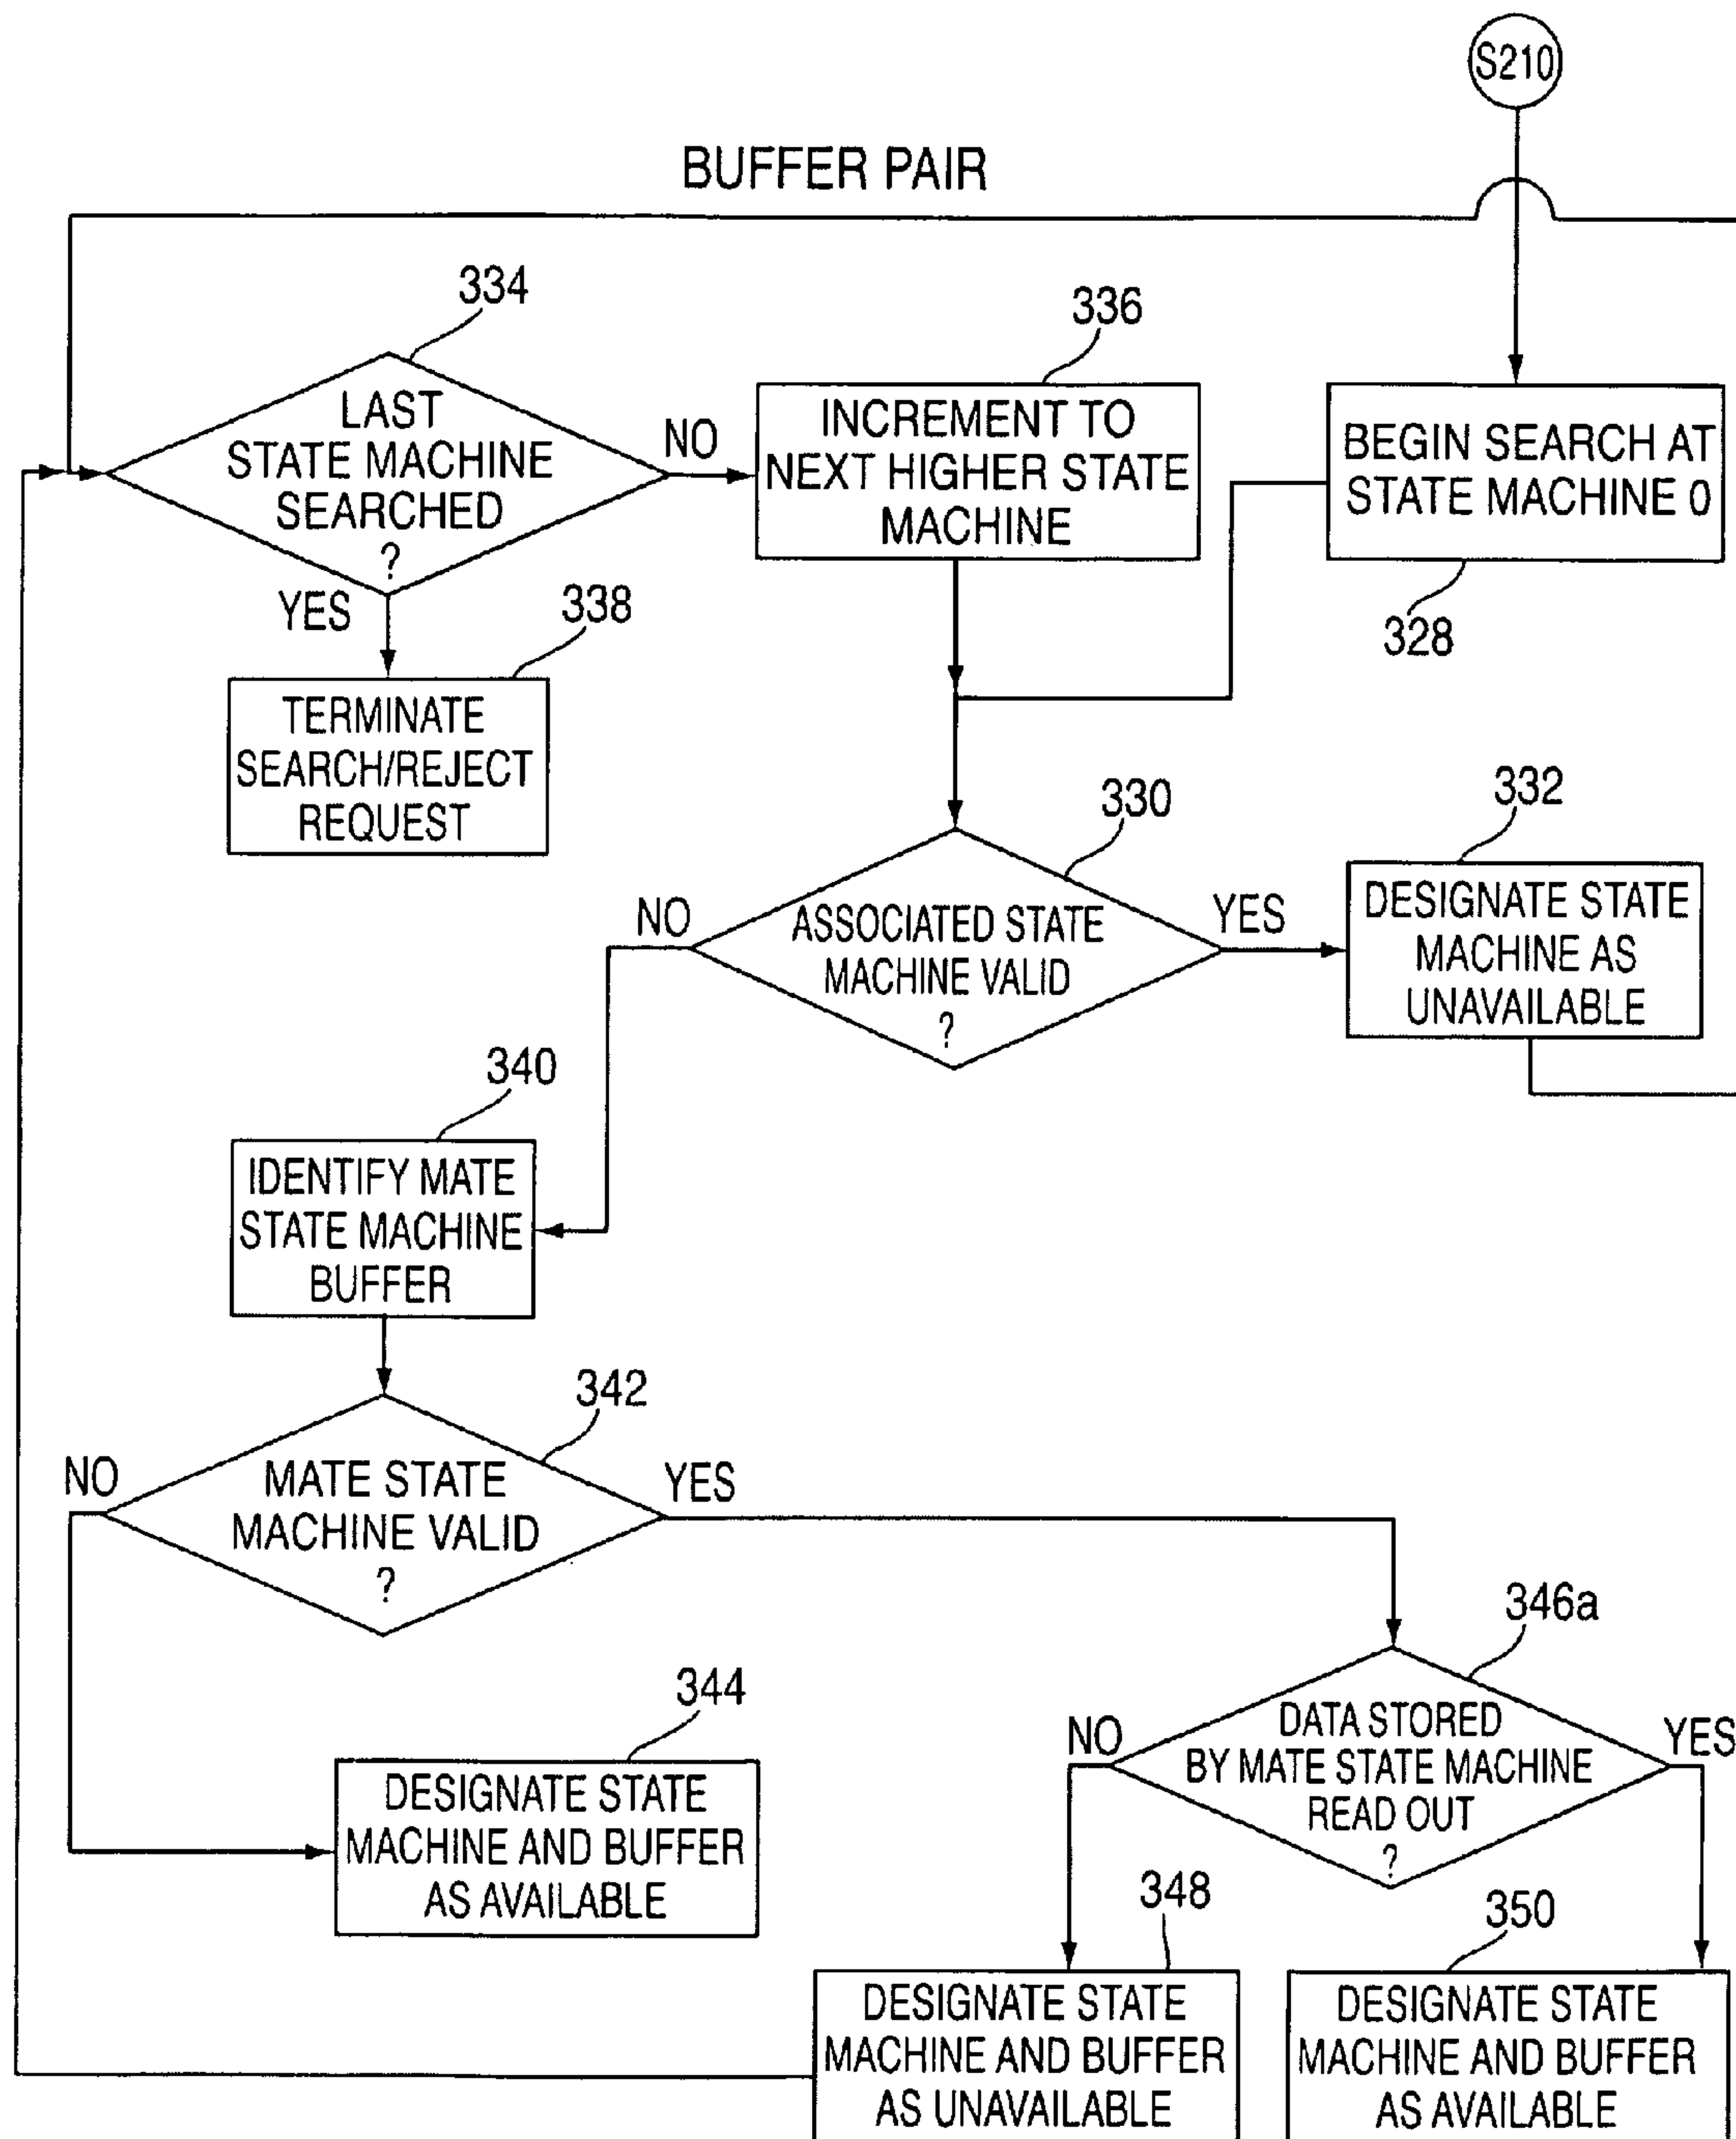 S210
BUFFER PAIR
334
LAST
STATE MACHINE
SEARCHED
?
NO
YES
336
INCREMENT TO
NEXT HIGHER STATE
MACHINE
BEGIN SEARCH AT
STATE MACHINE 0
328
338
TERMINATE
SEARCH/REJECT
REQUEST
330
ASSOCIATED STATE
MACHINE VALID
?
NO
YES
332
DESIGNATE STATE
MACHINE AS
UNAVAILABLE
340
IDENTIFY MATE
STATE MACHINE
BUFFER
342
MATE STATE
MACHINE VALID
?
NO
YES
344
DESIGNATE STATE
MACHINE AND BUFFER
AS AVAILABLE
346a
DATA STORED
BY MATE STATE MACHINE
READ OUT
?
NO
YES
348
DESIGNATE STATE
MACHINE AND BUFFER
AS UNAVAILABLE
350
DESIGNATE STATE
MACHINE AND BUFFER
AS AVAILABLE